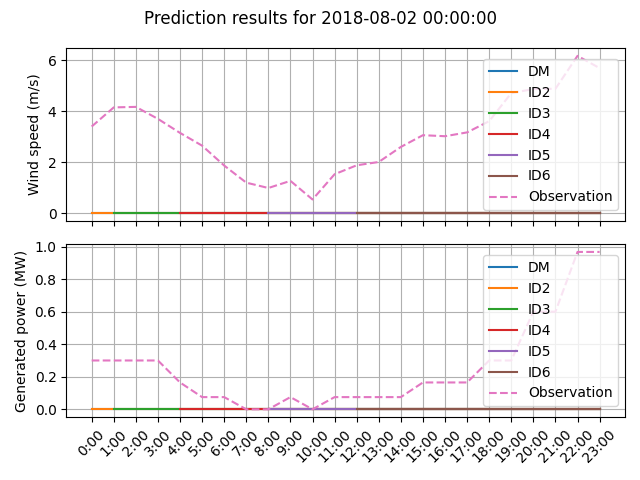 Prediction results for 2018-08-02 00:00:00
Wind speed (m/s)
6
4
2
0
DM
ID2
ID3
ID4
ID5
ID6
Observation
Generated power (MW)
1.0
0.8
0.6
0.4
0.2
0.0
DM
ID2
ID3
ID4
ID5
ID6
Observation
0:00 1:00 2:00 3:00 4:00 5:00 6:00 7:00 8:00 9:00 10:00 11:00 12:00 13:00 14:00 15:00 16:00 17:00 18:00 19:00 20:00 21:00 22:00 23:00